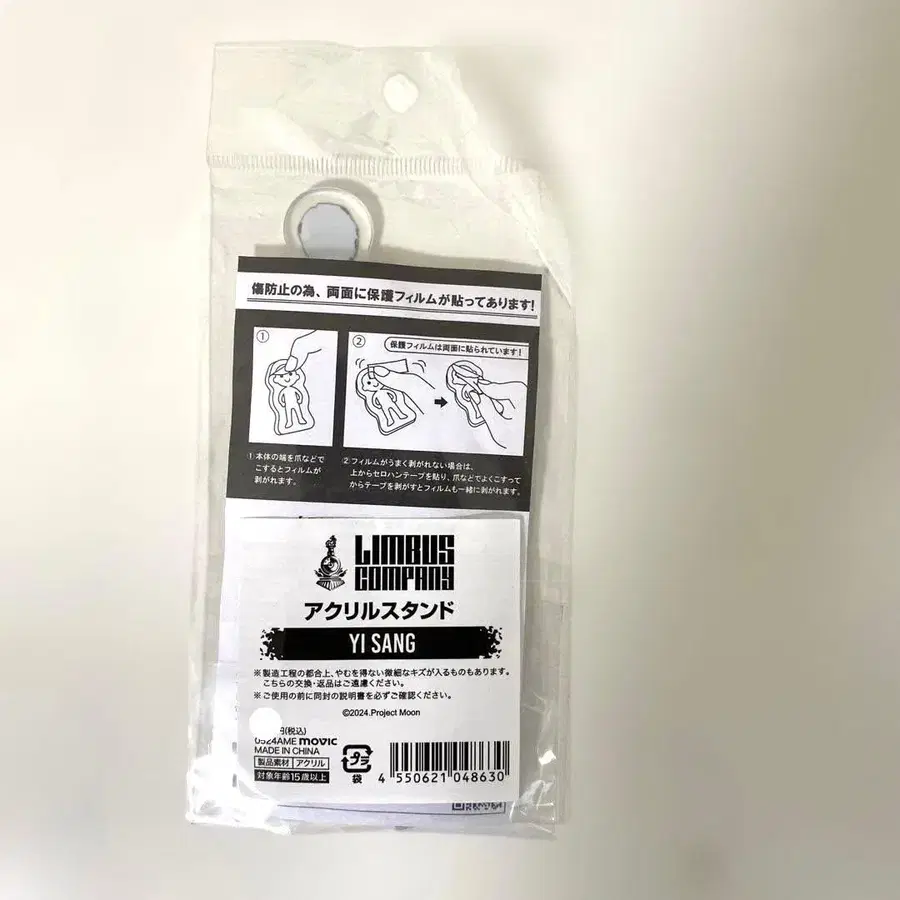 傷防止の為、両面に保護フィルムが貼ってあります!
①
②
保護フィルムは両面に貼られています!
①本体の端を爪などで
こするとフィルムが
剥がれます。
②フィルムがうまく剥がれない場合は、
上からセロハンテープを貼り、爪などでよくこすって
からテープを剥がすとフィルムも一緒に剥がれます。
LIMBUS
COMPANY
アクリルスタンド
YI SANG
※製造工程の都合上、やむを得ない微細なキズが入るものもあります。
こちらの交換・返品はご遠慮ください。
※ご使用の前に同封の説明書を必ずご確認ください。
©2024.Project Moon
円(税込)
0524AME movic
MADE IN CHINA
製品素材 アクリル
対象年齢15歳以上
プラ
袋
4 550621 048630